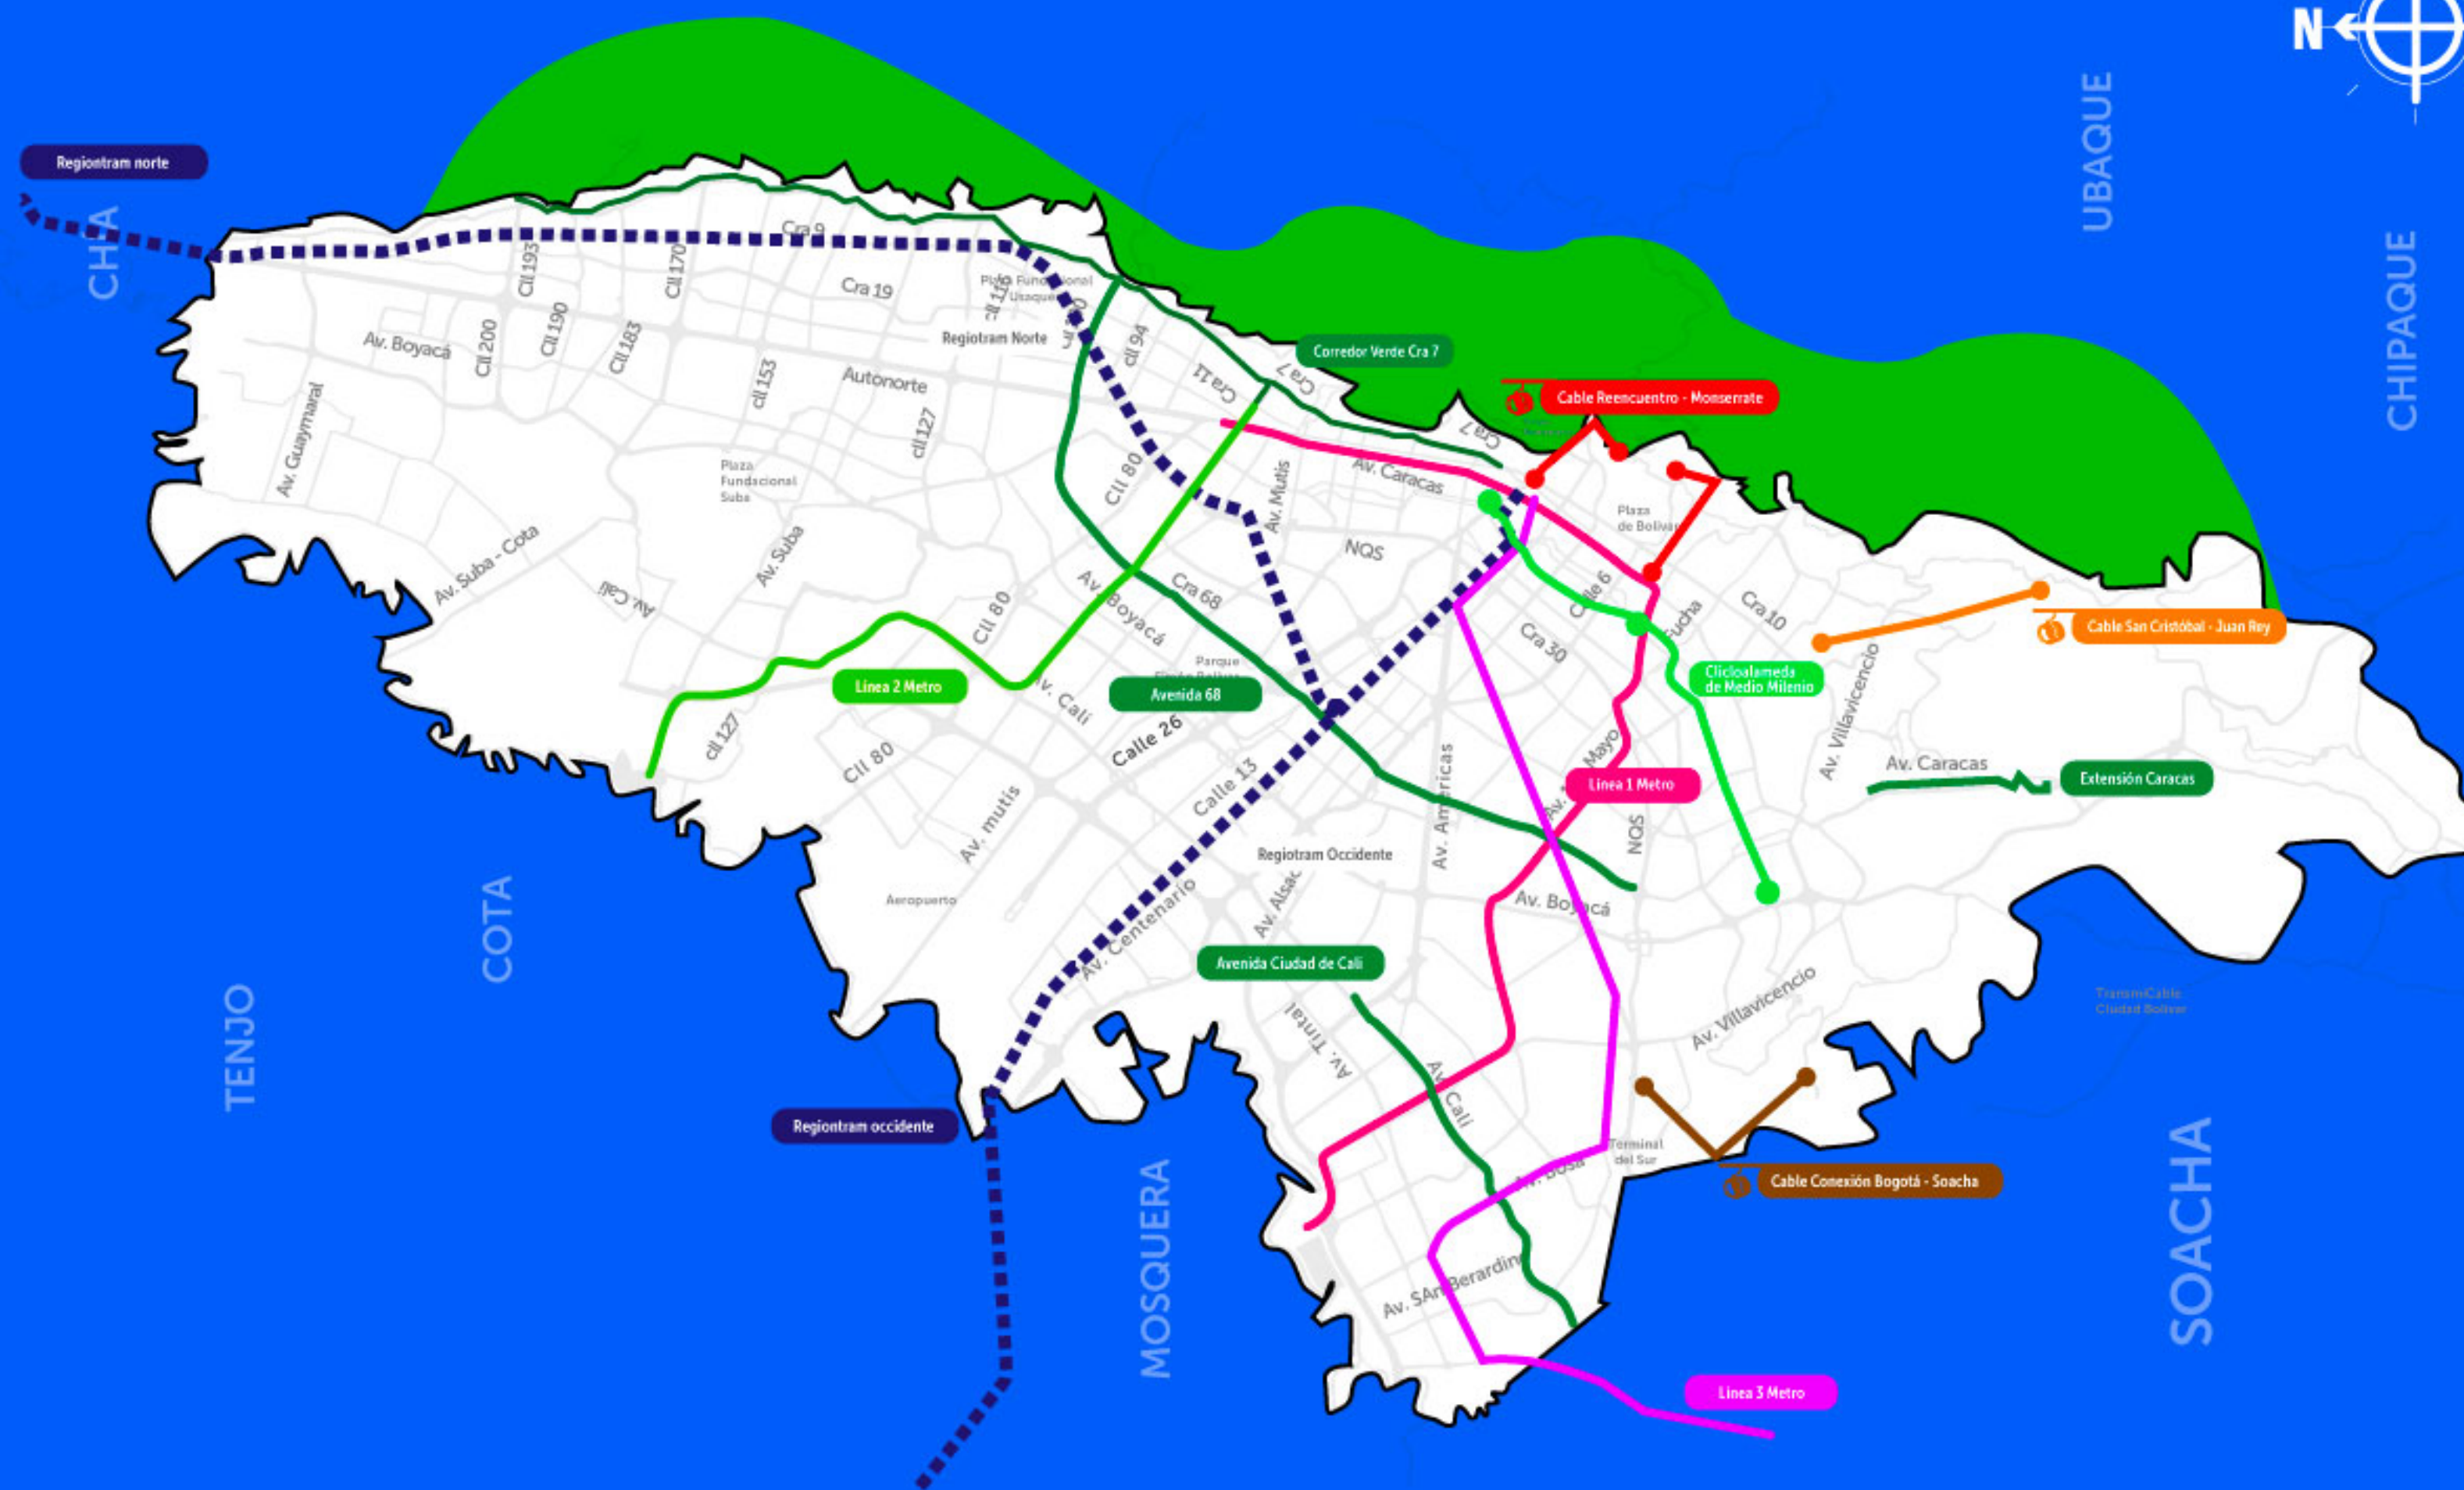 N
UBAQUE
Regiontram norte
CHÍA
CHIPAQUE
Cra 9
Cll 193
Cll 170
Cra 19
Cll 190
Cll 200
Cll 183
Av. Boyacá
Regiotram Norte
cll 94
Corredor Verde Cra 7
cll 153
Autonorte
Cra 11
Cra 7
Cable Reencuentro - Monserrate
Av. Guaymaral
cll 127
Cra 7
Plaza
Fundacional
Suba
Cll 80
Av. Mutis
Av. Caracas
Plaza
de Bolívar
Av. Suba - Cota
Av. Suba
NQS
Av. Cali
Cll 80
Av. Boyacá
Cra 68
Calle 6
Cra 30
Fucha
Cra 10
Cable San Cristóbal - Juan Rey
Parque
Linea 2 Metro
Avenida 68
Clicloalameda
de Medio Milenio
Av. Villavicencio
cll 127
Av. Cali
Calle 26
Cll 80
Calle 13
Av. Américas
Mayo
Linea 1 Metro
Av. Caracas
Extensión Caracas
Av. mutis
NQS
Regiotram Occidente
Aeropuerto
Av. Centenario
Av. Alsac
Av. Boyacá
COTA
Avenida Ciudad de Cali
TENJO
Av. Tintal
Av. Villavicencio
TransmiCable
Ciudad Bolívar
Av. Cali
Regiontram occidente
Terminal
del Sur
Av. Bosa
Cable Conexión Bogotá - Soacha
MOSQUERA
SOACHA
Av. SAn Berardino
Linea 3 Metro